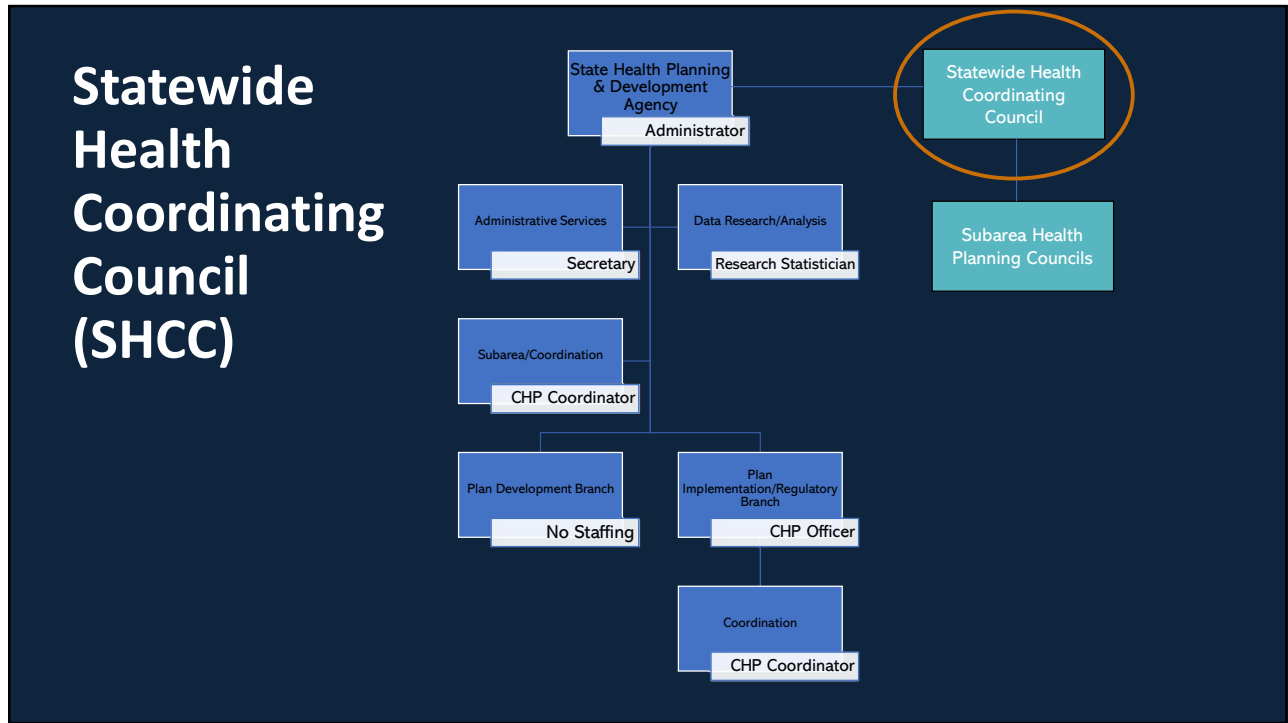 Statewide
Health
Coordinating
Council
(SHCC)
State Health Planning
& Development
Agency
Administrator
Statewide Health
Coordinating
Council
Administrative Services
Secretary
Data Research/Analysis
Research Statistician
Subarea Health
Planning Councils
Subarea/Coordination
CHP Coordinator
Plan Development Branch
No Staffing
Plan
Implementation/Regulatory
Branch
CHP Officer
Coordination
CHP Coordinator